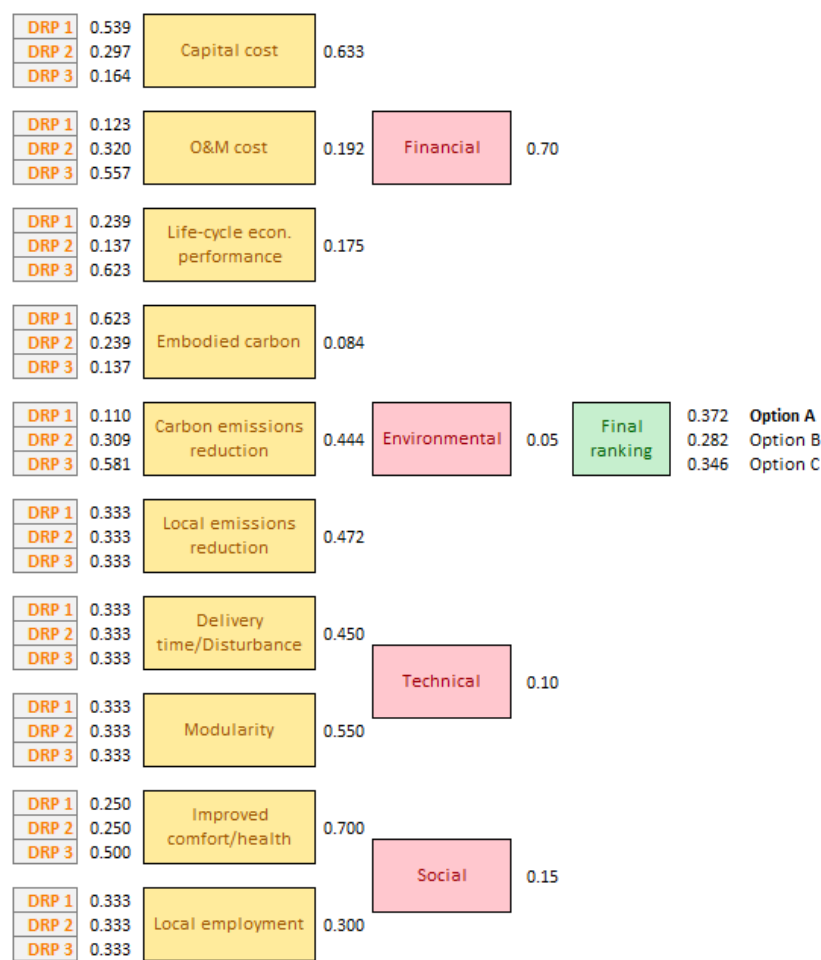 DRP 1 0.539
DRP 2 0.297 Capital cost 0.633
DRP 3 0.164
DRP 1 0.123
DRP 2 0.320 O&M cost 0.192 Financial 0.70
DRP 3 0.557
DRP 1 0.239
Life-cycle econ.
DRP 2 0.137 0.175
performance
DRP 3 0.623
DRP 1 0.623
DRP 2 0.239 Embodied carbon 0.084
DRP 3 0.137
DRP 1 0.110 0.372 Option A
Carbon emissions Final
DRP 2 0.309 0.444 Environmental 0.05 0.282 Option B
reduction ranking
DRP 3 0.581 0.346 Option C
DRP 1 0.333
Local emissions
DRP 2 0.333 0.472
reduction
DRP 3 0.333
DRP 1 0.333
Delivery
DRP 2 0.333 0.450
time/Disturbance
DRP 3 0.333
Technical 0.10
DRP 1 0.333
DRP 2 0.333 Modularity 0.550
DRP 3 0.333
DRP 1 0.250
Improved
DRP 2 0.250 0.700
comfort/health
DRP 3 0.500
Social 0.15
DRP 1 0.333
DRP 2 0.333 Local employment 0.300
DRP 3 0.333